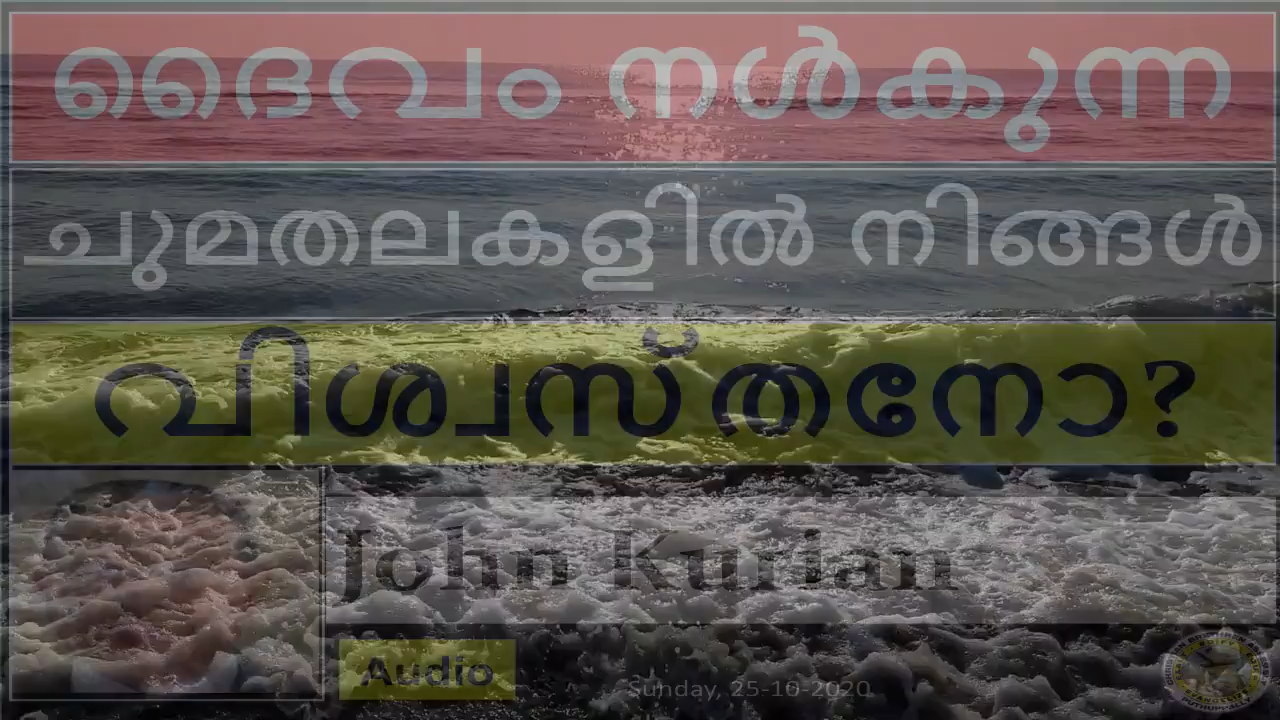 ദൈവം നൽകുന്ന
ചുമതലകളിൽ നിങ്ങൾ
വിശ്വസ്തനോ?
John Kurian
Audio
Sunday, 25-10-2020